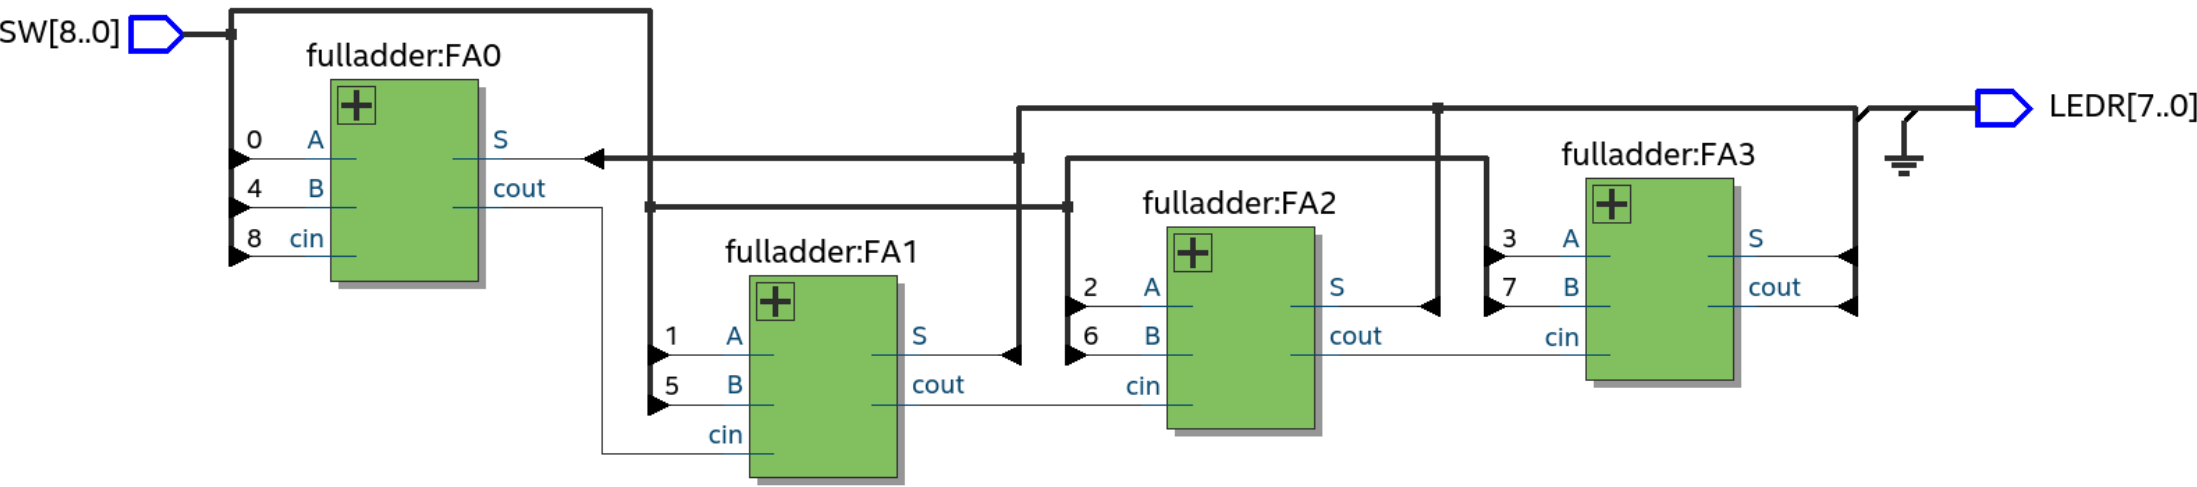 SW[8..0]
fulladder:FA0
0 A S
4 B cout
8 cin
fulladder:FA1
1 A S
5 B cout
cin
fulladder:FA2
2 A S
6 B cout
cin
fulladder:FA3
3 A S
7 B cout
cin
LEDR[7..0]